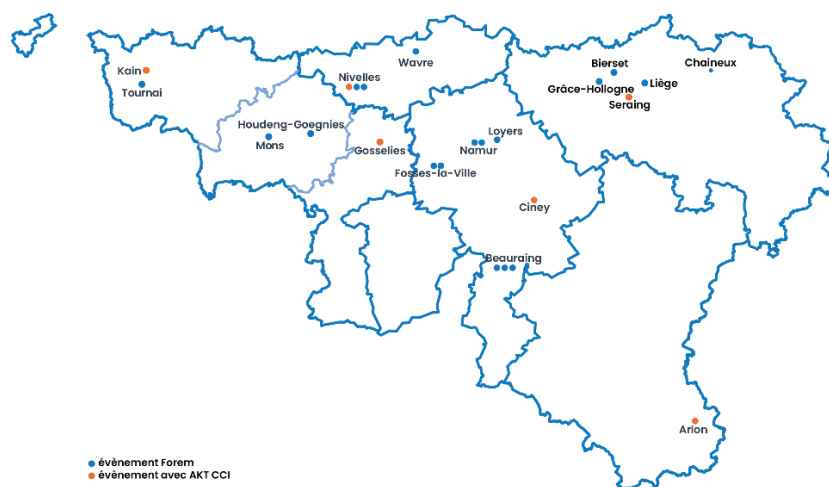 Wavre
Bierset
Chaineux
Kain
Nivelles
Liège
Tournai
Grâce-Hollogne
Seraing
Houdeng-Goegnies
Mons
Loyers
Gosselies
Namur
Fosses-la-Ville
Ciney
Beauraing
Arlon
évènement Forem
évènement avec AKT CCI